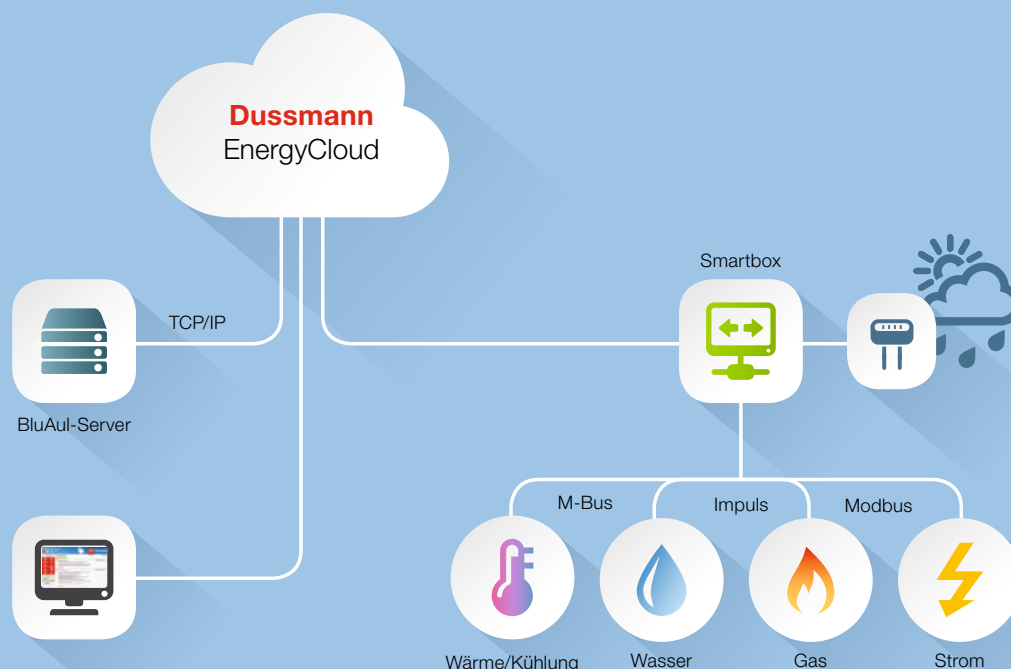 Dussmann
EnergyCloud
Smartbox
TCP/IP
BluAul-Server
M-Bus
Impuls
Modbus
Wärme/Kühlung
Wasser
Gas
Strom